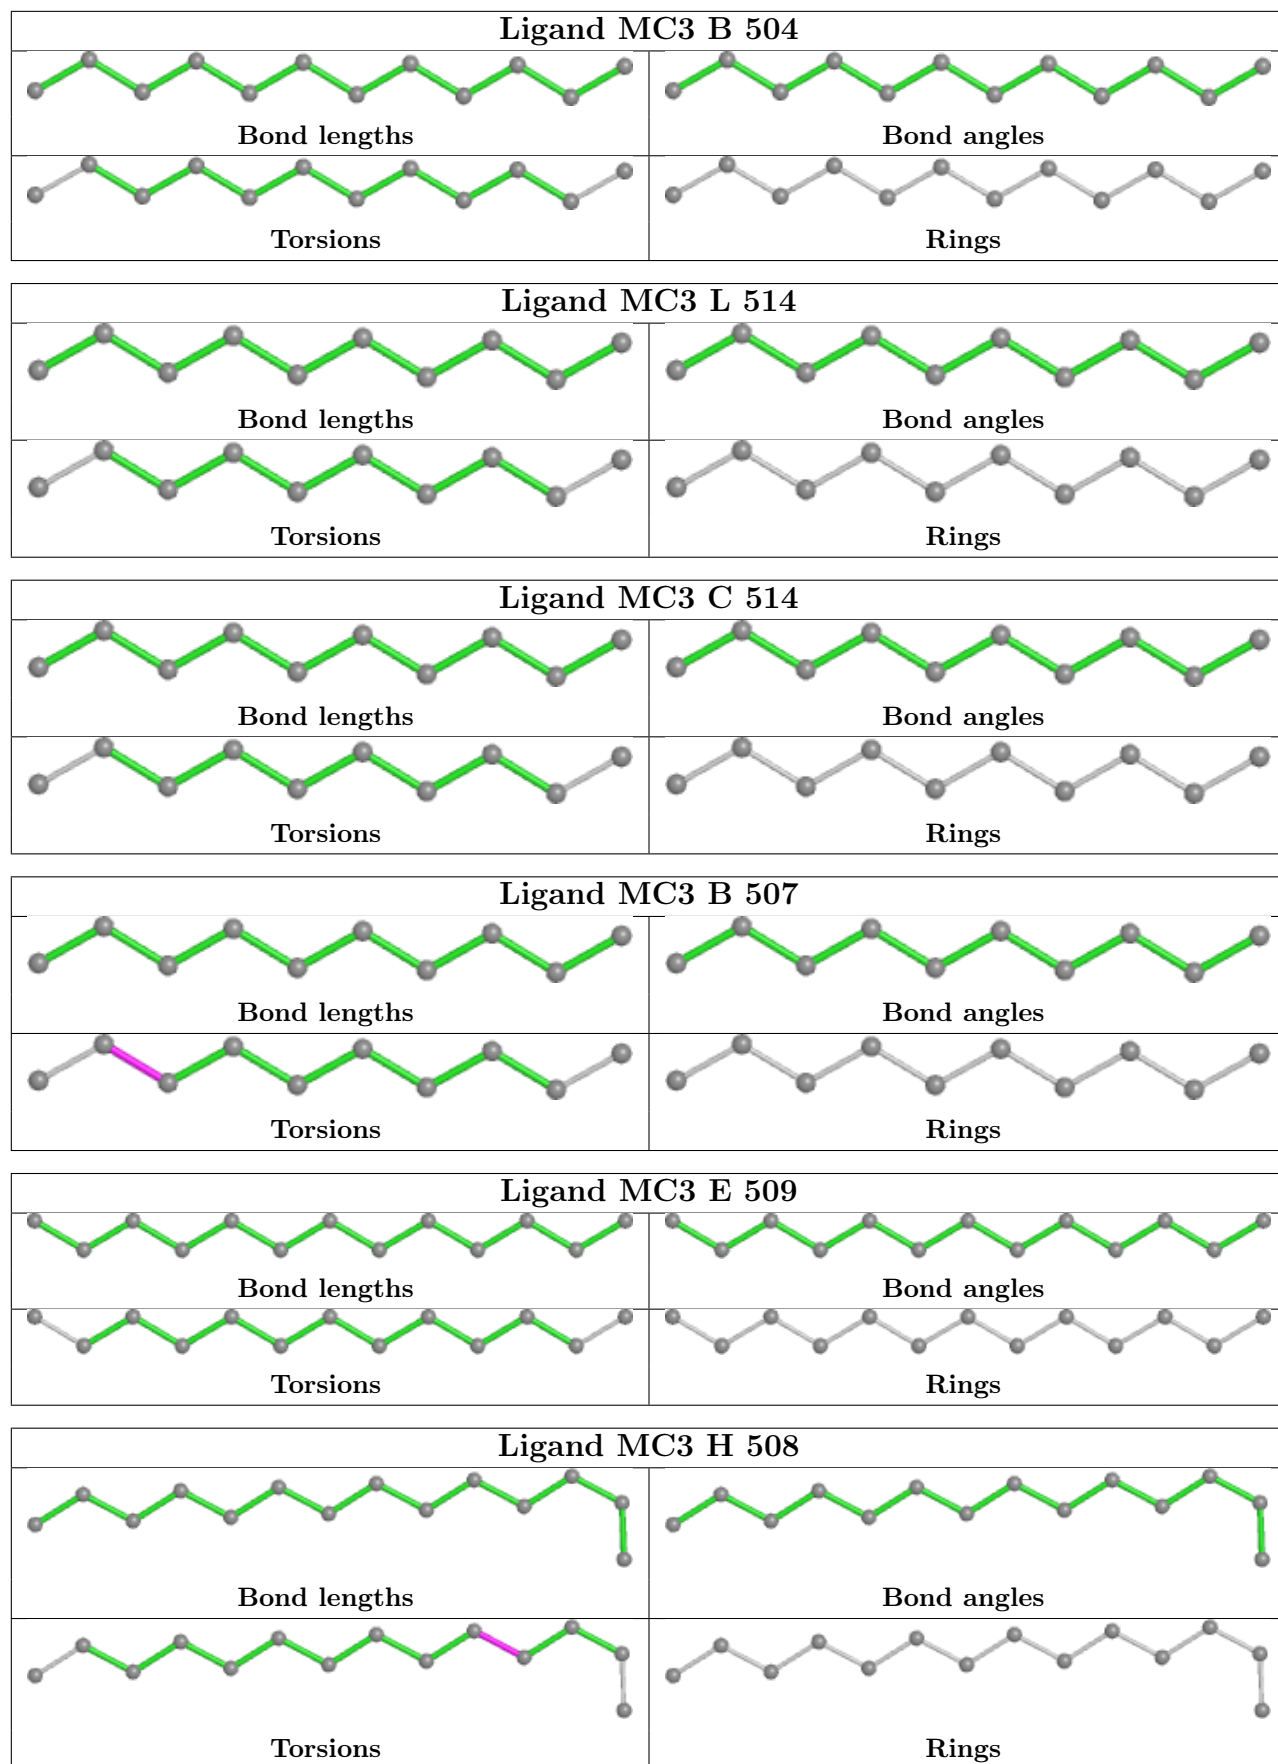 Ligand MC3 B 504
Bond lengths Bond angles
Torsions Rings
Ligand MC3 L 514
Bond lengths Bond angles
Torsions Rings
Ligand MC3 C 514
Bond lengths Bond angles
Torsions Rings
Ligand MC3 B 507
Bond lengths Bond angles
Torsions Rings
Ligand MC3 E 509
Bond lengths Bond angles
Torsions Rings
Ligand MC3 H 508
Bond lengths Bond angles
Torsions Rings